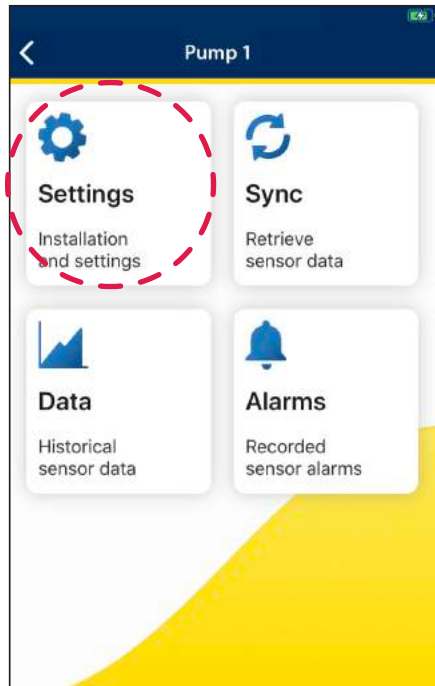 Pump 1
Settings
Installation
and settings
Sync
Retrieve
sensor data
Data
Historical
sensor data
Alarms
Recorded
sensor alarms